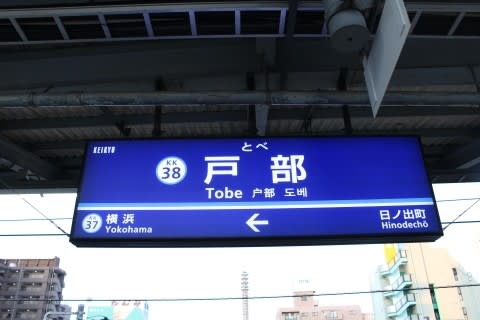 KEIKYU
とべ
KK
38
戸部
Tobe 户部 도베
KK
37
横浜
Yokohama
←
日ノ出町
Hinodechō